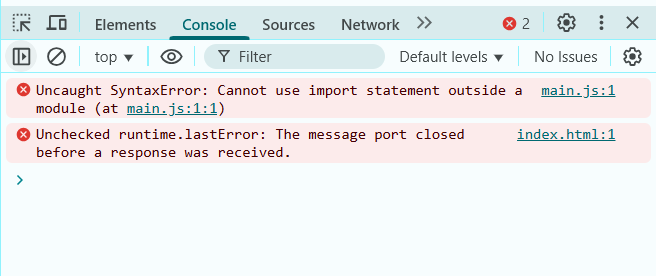 Elements Console Sources Network 2
top Filter Default levels No Issues
Uncaught SyntaxError: Cannot use import statement outside a main.js:1
module (at main.js:1:1)
Unchecked runtime.lastError: The message port closed index.html:1
before a response was received.